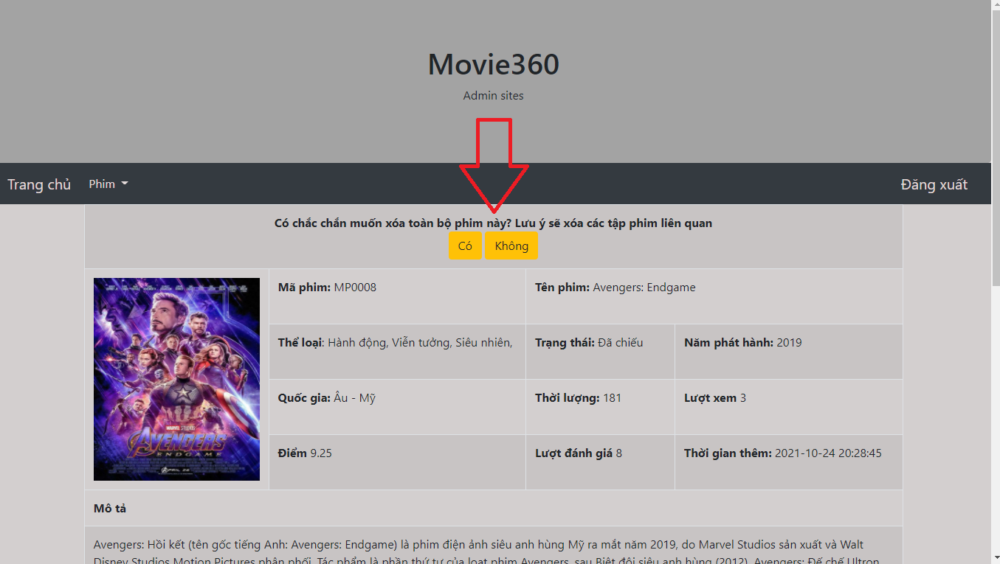 Movie360
Admin sites
Trang chủ Phim Đăng xuất
Có chắc chắn muốn xóa toàn bộ phim này? Lưu ý sẽ xóa các tập phim liên quan
Có Không
Mã phim: MP0008 Tên phim: Avengers: Endgame
Thể loại: Hành động, Viễn tưởng, Siêu nhiên, Trạng thái: Đã chiếu Năm phát hành: 2019
Quốc gia: Âu - Mỹ Thời lượng: 181 Lượt xem 3
Điểm 9.25 Lượt đánh giá 8 Thời gian thêm: 2021-10-24 20:28:45
MARVEL STUDIOS
AVENGERS
ENDGAME
APRIL 26
Mô tả
Avengers: Hồi kết (tên gốc tiếng Anh: Avengers: Endgame) là phim điện ảnh siêu anh hùng Mỹ ra mắt năm 2019, do Marvel Studios sản xuất và Walt
Disney Studios Motion Pictures phân phối. Tác phẩm là phần thứ tư của loạt phim Avengers, sau Biệt đội siêu anh hùng (2012), Avengers: Đế chế Ultron